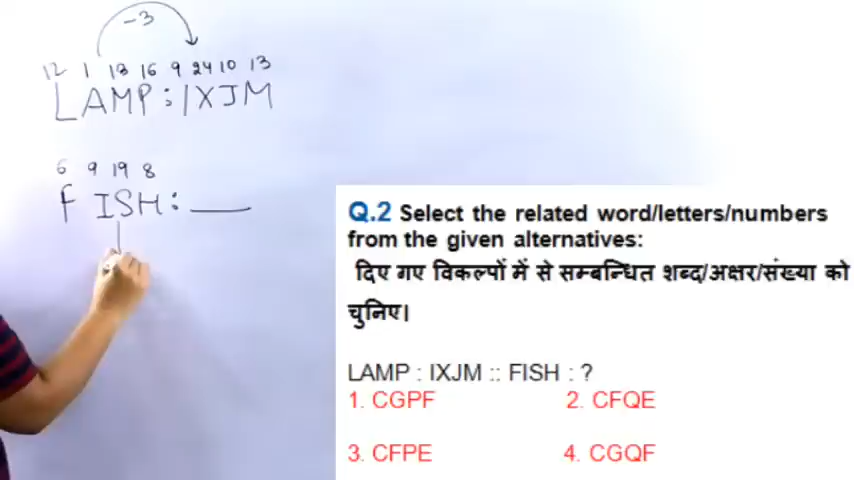 -3
12 1 13 16 9 24 10 13
LAMP : IXJM
6 9 19 8
FISH : ___
Q.2 Select the related word/letters/numbers
from the given alternatives:
दिए गए विकल्पों में से सम्बन्धित शब्द/अक्षर/संख्या को
चुनिए।
LAMP : IXJM :: FISH : ?
1. CGPF 2. CFQE
3. CFPE 4. CGQF